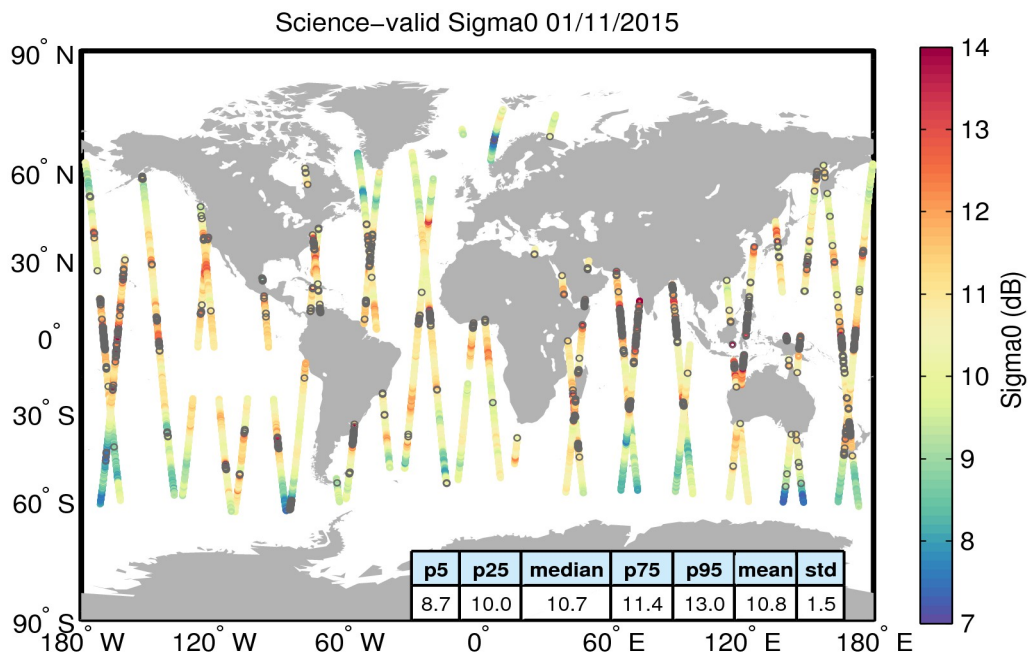 Science−valid Sigma0 01/11/2015
90° N
60° N
30° N
0°
30° S
60° S
90° S
180° W
120° W
60° W
0°
60° E
120° E
180° E
p5 p25 median p75 p95 mean std
8.7 10.0 10.7 11.4 13.0 10.8 1.5
14
13
12
11
10
9
8
7
Sigma0 (dB)